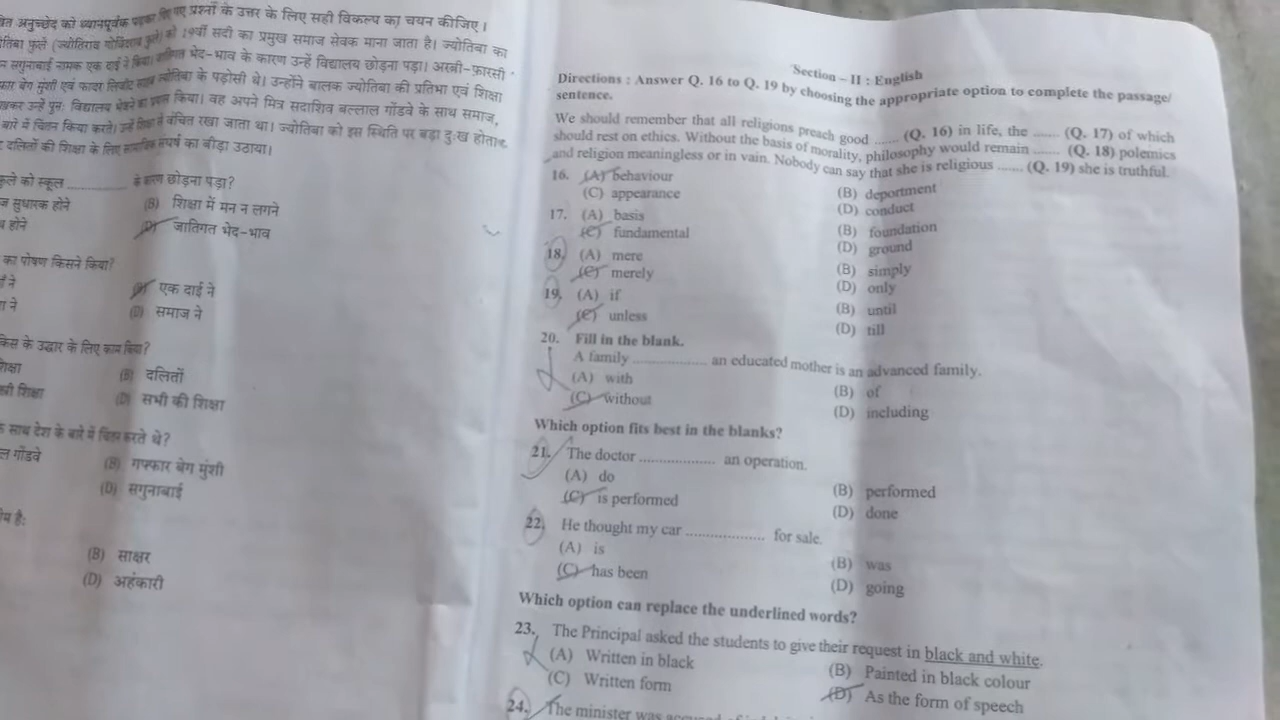 अनुच्छेद को ध्यानपूर्वक पढ़कर दिए गए प्रश्नों के उत्तर के लिए सही विकल्प का चयन कीजिए।
फुले (ज्योतिराव गोविंदराव फुले) को 19वीं सदी का प्रमुख समाज सेवक माना जाता है। ज्योतिबा का
सगुनाबाई नामक एक दाई ने किया। जातिगत भेद-भाव के कारण उन्हें विद्यालय छोड़ना पड़ा। अरबी-फ़ारसी
बेग मुंशी एवं फादर लिजीट साहब ज्योतिबा के पड़ोसी थे। उन्होंने बालक ज्योतिबा की प्रतिभा एवं शिक्षा
उन्हें पुनः विद्यालय भेजने का प्रयास किया। वह अपने मित्र सदाशिव बल्लाल गोंडवे के साथ समाज,
बारे में चिंतन किया करते। उन्हें शिक्षा से वंचित रखा जाता था। ज्योतिबा को इस स्थिति पर बड़ा दुःख होता
दलितों की शिक्षा के लिए सामाजिक संघर्ष का बीड़ा उठाया।
को स्कूल ............ के कारण छोड़ना पड़ा?
सुधारक होने
(B) शिक्षा में मन न लगने
होने
(D) जातिगत भेद-भाव
का पोषण किसने किया?
ने
(B) एक दाई ने
ने
(D) समाज ने
किस के उद्धार के लिए काम किया?
(B) दलितों
शिक्षा
(D) सभी की शिक्षा
साथ देश के बारे में चिंतन करते थे?
गोंडवे
(B) गफ्फार बेग मुंशी
(D) सगुनाबाई
है:
(B) साक्षर
(D) अहंकारी
Section – II : English
Directions : Answer Q. 16 to Q. 19 by choosing the appropriate option to complete the passage/
sentence.
We should remember that all religions preach good ...... (Q. 16) in life, the ...... (Q. 17) of which
should rest on ethics. Without the basis of morality, philosophy would remain ...... (Q. 18) polemics
and religion meaningless or in vain. Nobody can say that she is religious ...... (Q. 19) she is truthful.
16. (A) behaviour (B) deportment
(C) appearance (D) conduct
17. (A) basis (B) foundation
(C) fundamental (D) ground
18. (A) mere (B) simply
(C) merely (D) only
19. (A) if (B) until
(C) unless (D) till
20. Fill in the blank.
A family .................. an educated mother is an advanced family.
(A) with (B) of
(C) without (D) including
Which option fits best in the blanks?
21. The doctor .................. an operation.
(A) do (B) performed
(C) is performed (D) done
22. He thought my car .................. for sale.
(A) is (B) was
(C) has been (D) going
Which option can replace the underlined words?
23. The Principal asked the students to give their request in black and white.
(A) Written in black (B) Painted in black colour
(C) Written form (D) As the form of speech
24. The minister was